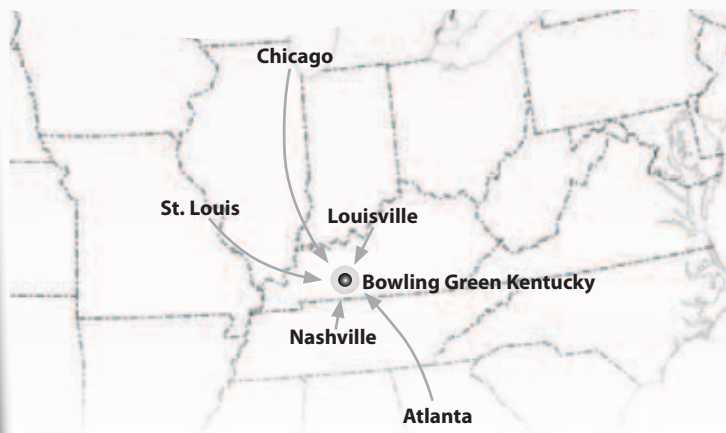 Chicago
St. Louis
Louisville
Bowling Green Kentucky
Nashville
Atlanta